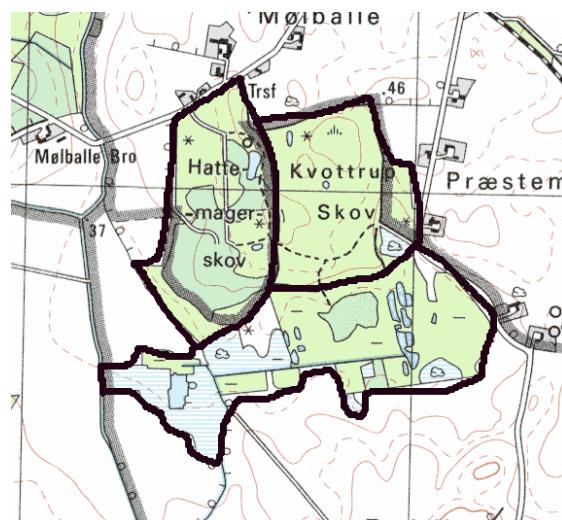 Mølballe
Trsf
.46
Mølballe Bro
Hatte-
mager-
skov
Kvottrup
Skov
Præstem
37